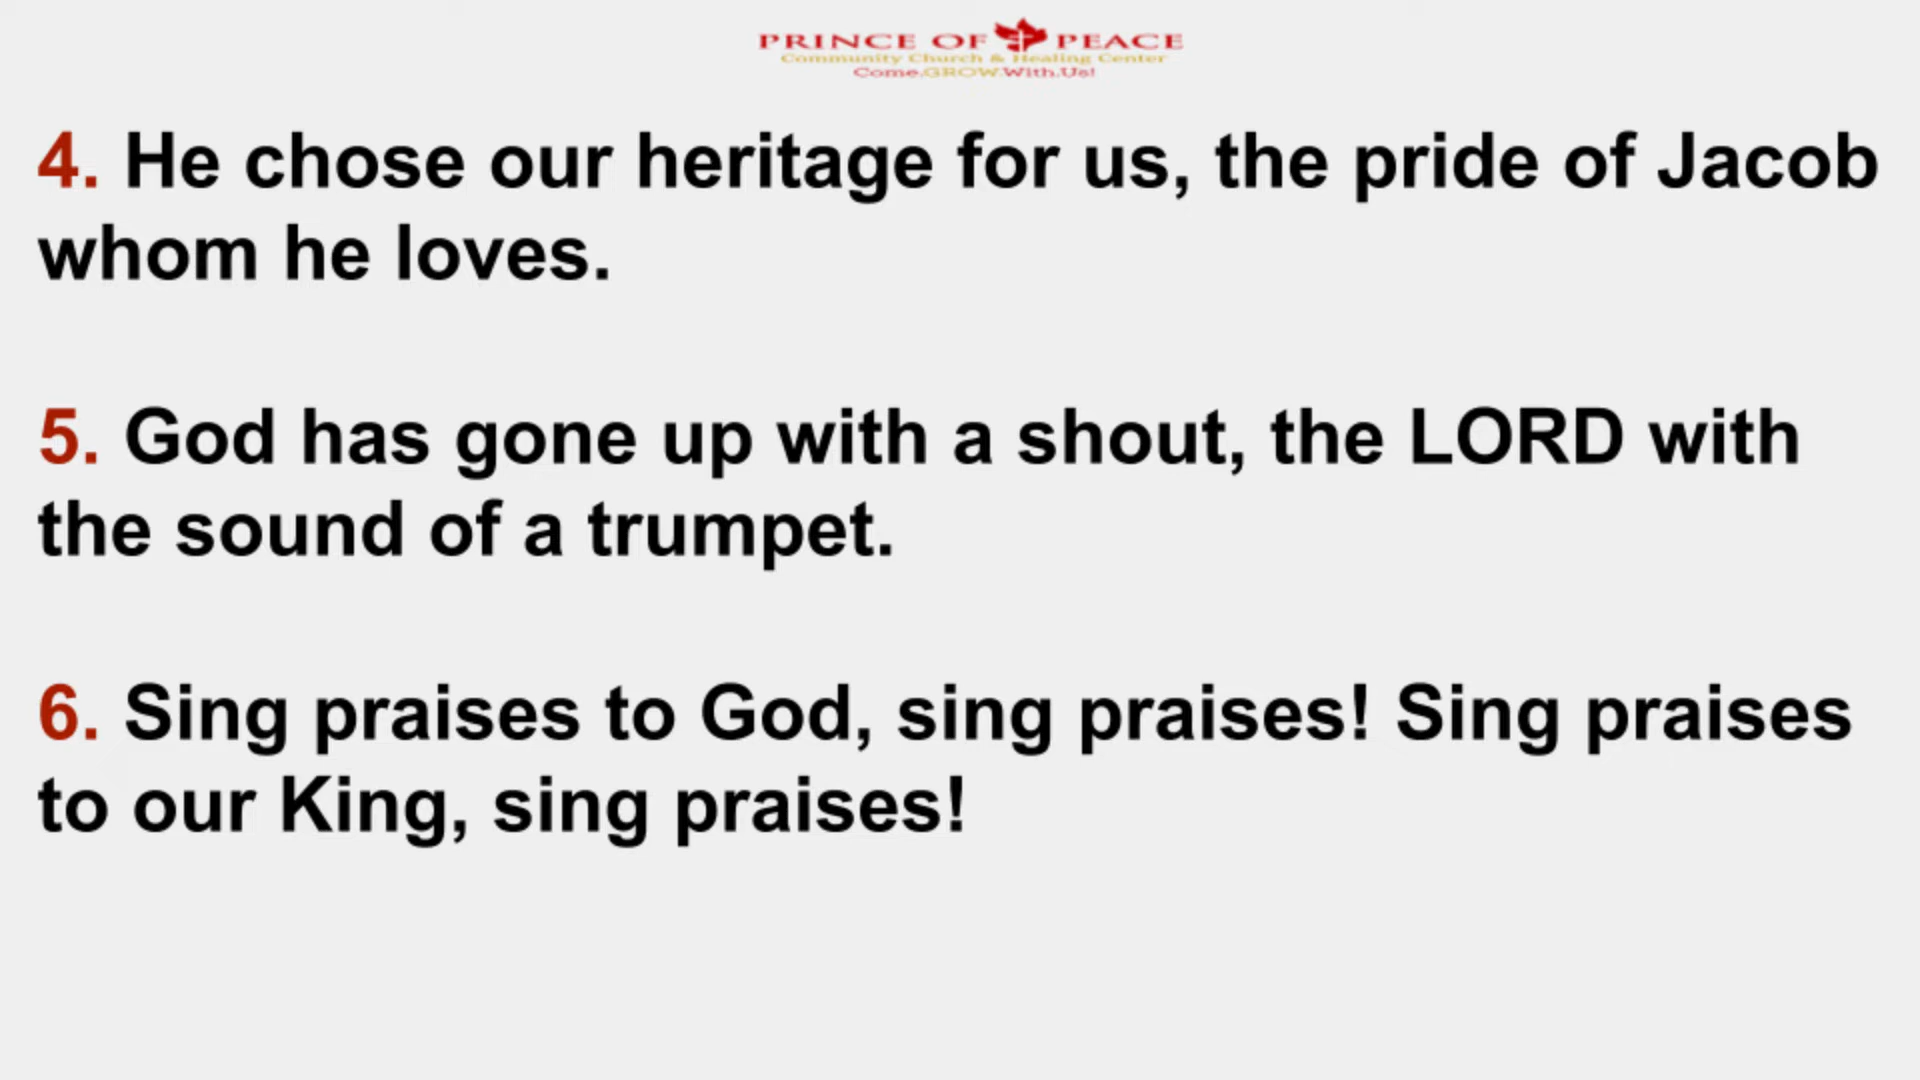 PRINCE OF PEACE
Community Church & Healing Center
Come.GROW.With.Us!
4. He chose our heritage for us, the pride of Jacob
whom he loves.
5. God has gone up with a shout, the LORD with
the sound of a trumpet.
6. Sing praises to God, sing praises! Sing praises
to our King, sing praises!